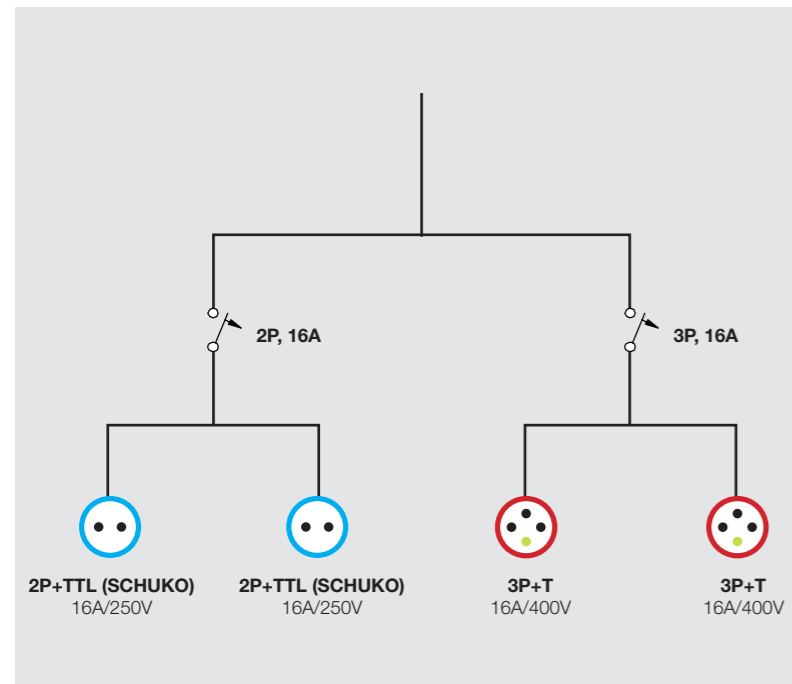 2P, 16A
3P, 16A
2P+TTL (SCHUKO)
16A/250V
2P+TTL (SCHUKO)
16A/250V
3P+T
16A/400V
3P+T
16A/400V